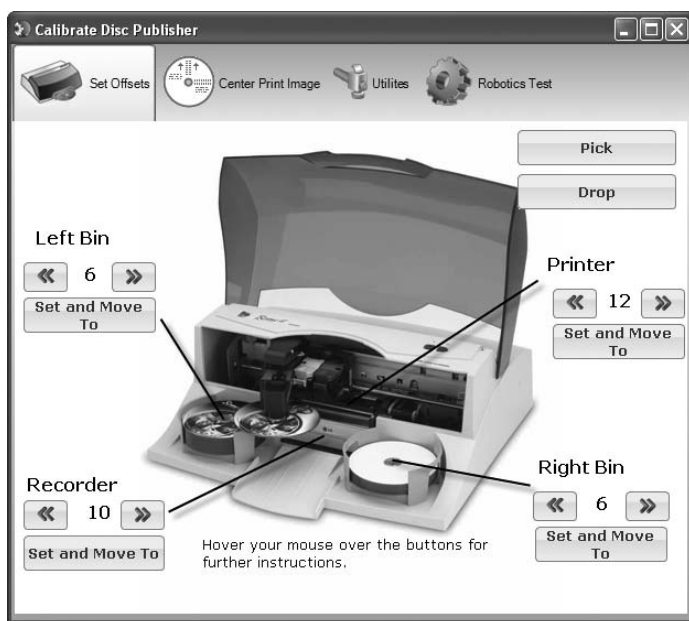 Calibrate Disc Publisher
Set Offsets
Center Print Image
Utilites
Robotics Test
Pick
Drop
Left Bin
6
Set and Move
To
Printer
12
Set and Move
To
Recorder
10
Set and Move To
Right Bin
6
Set and Move
To
Hover your mouse over the buttons for
further instructions.